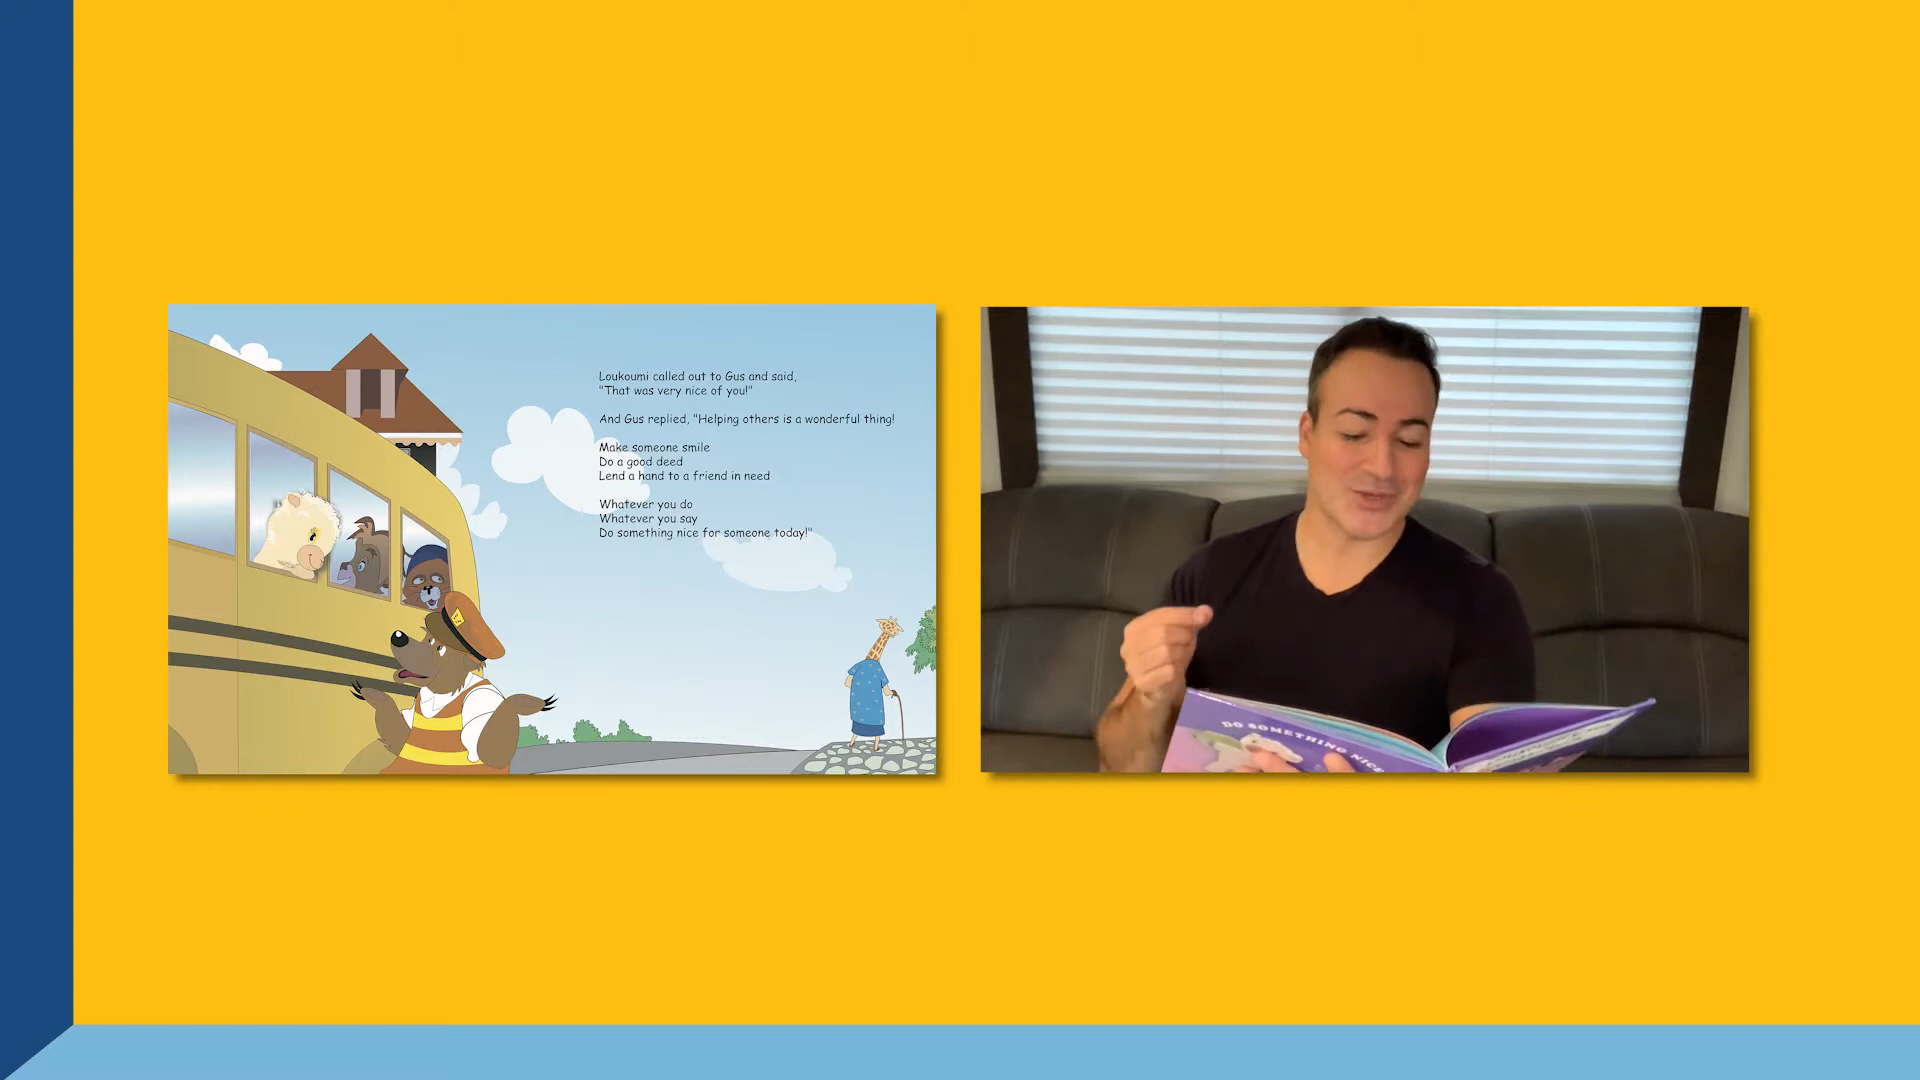 Loukoumi called out to Gus and said,
"That was very nice of you!"
And Gus replied, "Helping others is a wonderful thing!
Make someone smile
Do a good deed
Lend a hand to a friend in need
Whatever you do
Whatever you say
Do something nice for someone today!"
DO SOMETHING NICE